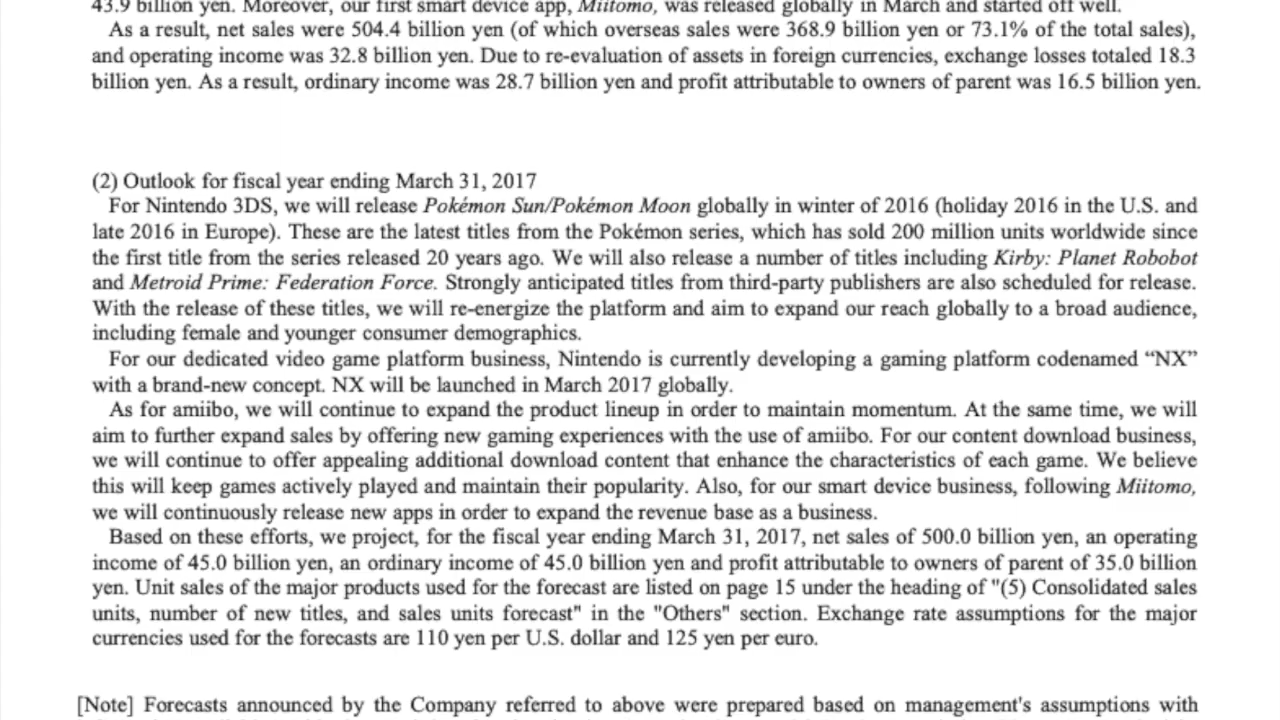 43.9 billion yen. Moreover, our first smart device app, Miitomo, was released globally in March and started off well.
As a result, net sales were 504.4 billion yen (of which overseas sales were 368.9 billion yen or 73.1% of the total sales),
and operating income was 32.8 billion yen. Due to re-evaluation of assets in foreign currencies, exchange losses totaled 18.3
billion yen. As a result, ordinary income was 28.7 billion yen and profit attributable to owners of parent was 16.5 billion yen.
(2) Outlook for fiscal year ending March 31, 2017
For Nintendo 3DS, we will release Pokémon Sun/Pokémon Moon globally in winter of 2016 (holiday 2016 in the U.S. and
late 2016 in Europe). These are the latest titles from the Pokémon series, which has sold 200 million units worldwide since
the first title from the series released 20 years ago. We will also release a number of titles including Kirby: Planet Robobot
and Metroid Prime: Federation Force. Strongly anticipated titles from third-party publishers are also scheduled for release.
With the release of these titles, we will re-energize the platform and aim to expand our reach globally to a broad audience,
including female and younger consumer demographics.
For our dedicated video game platform business, Nintendo is currently developing a gaming platform codenamed “NX”
with a brand-new concept. NX will be launched in March 2017 globally.
As for amiibo, we will continue to expand the product lineup in order to maintain momentum. At the same time, we will
aim to further expand sales by offering new gaming experiences with the use of amiibo. For our content download business,
we will continue to offer appealing additional download content that enhance the characteristics of each game. We believe
this will keep games actively played and maintain their popularity. Also, for our smart device business, following Miitomo,
we will continuously release new apps in order to expand the revenue base as a business.
Based on these efforts, we project, for the fiscal year ending March 31, 2017, net sales of 500.0 billion yen, an operating
income of 45.0 billion yen, an ordinary income of 45.0 billion yen and profit attributable to owners of parent of 35.0 billion
yen. Unit sales of the major products used for the forecast are listed on page 15 under the heading of "(5) Consolidated sales
units, number of new titles, and sales units forecast" in the "Others" section. Exchange rate assumptions for the major
currencies used for the forecasts are 110 yen per U.S. dollar and 125 yen per euro.
[Note] Forecasts announced by the Company referred to above were prepared based on management's assumptions with